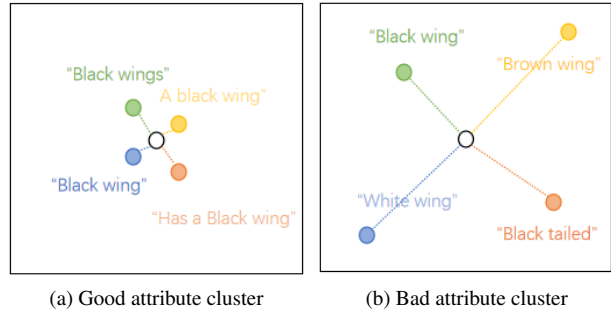 "Black wings"
A black wing"
"Black wing"
"Has a Black wing"
(a) Good attribute cluster
"Black wing"
"Brown wing"
"White wing"
"Black tailed"
(b) Bad attribute cluster